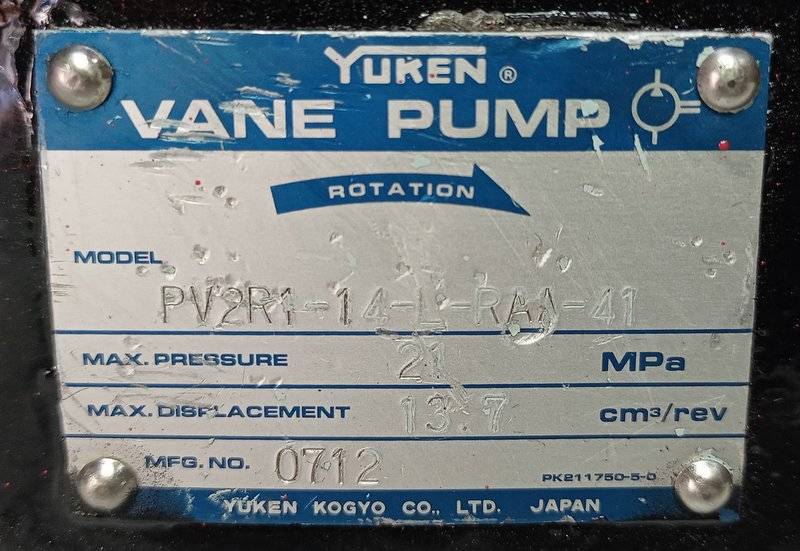 YUKEN ®
VANE PUMP
ROTATION
MODEL
PV2R1-14-L-RAA-41
MAX. PRESSURE 21 MPa
MAX. DISPLACEMENT 13.7 cm³/rev
MFG. NO. 0712
PK211750-5-0
YUKEN KOGYO CO., LTD. JAPAN